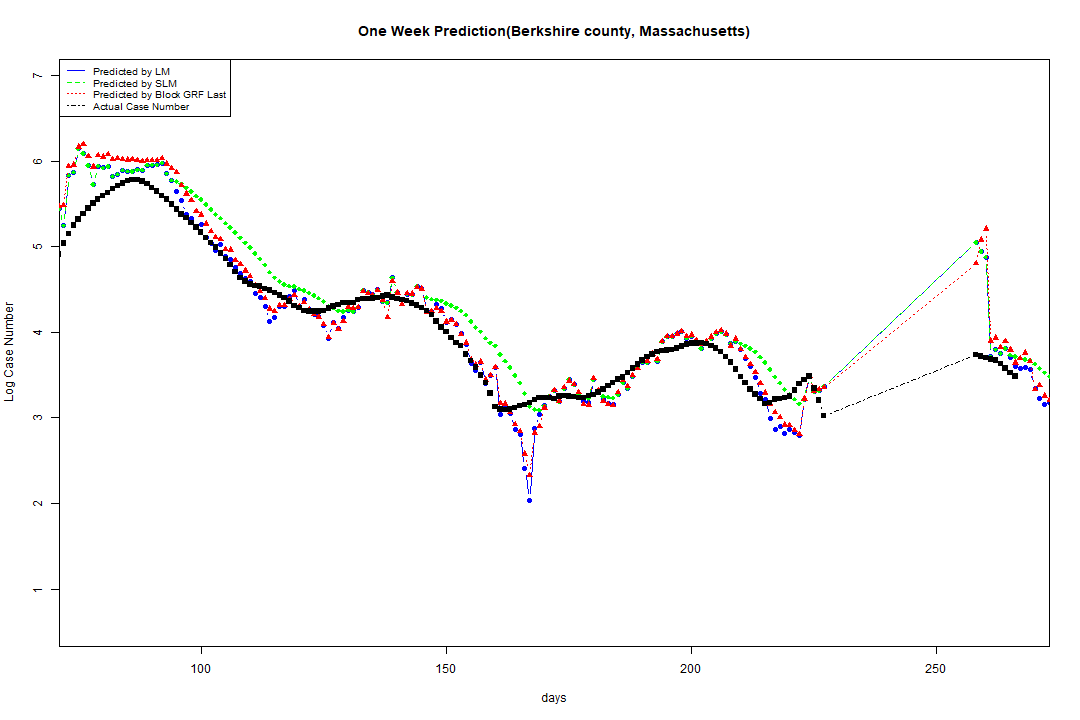 One Week Prediction(Berkshire county, Massachusetts)
Predicted by LM
Predicted by SLM
Predicted by Block GRF Last
Actual Case Number
7
6
5
4
3
2
1
Log Case Number
100
150
200
250
days